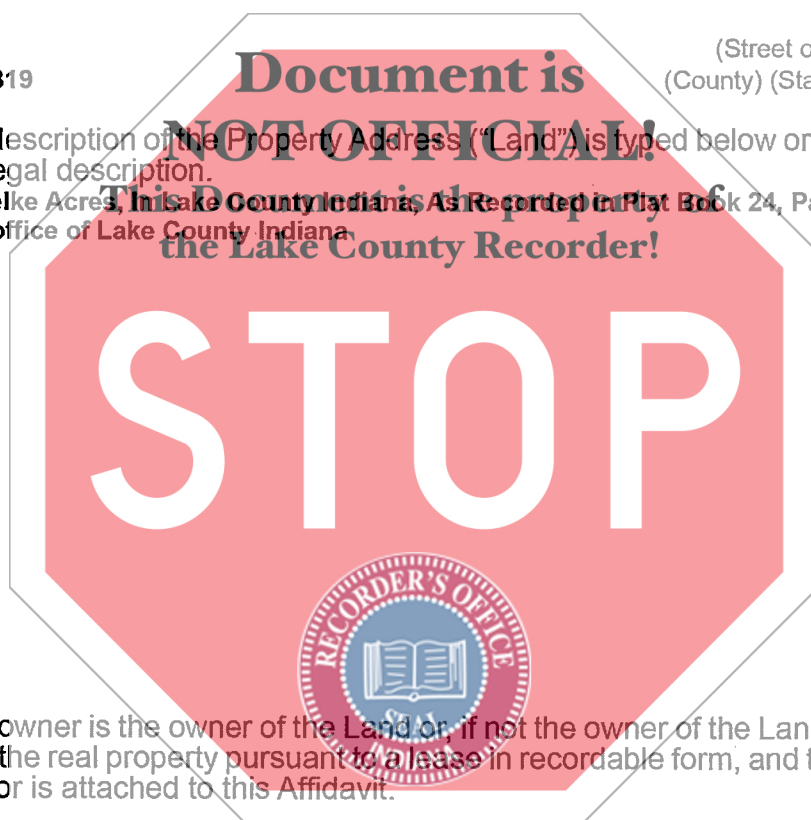 (Street o
319
(County) (Sta
Document is
NOT OFFICIAL!
This Document is the property of
the Lake County Recorder!
escription of the Property Address ("Land") is typed below or
egal description.
lke Acres, In Lake County Indiana, As Recorded in Plat Book 24, Pa
office of Lake County Indiana
STOP
RECORDER'S OFFICE
SEAL
INDIANA
owner is the owner of the Land or, if not the owner of the Lan
the real property pursuant to a lease in recordable form, and t
or is attached to this Affidavit.